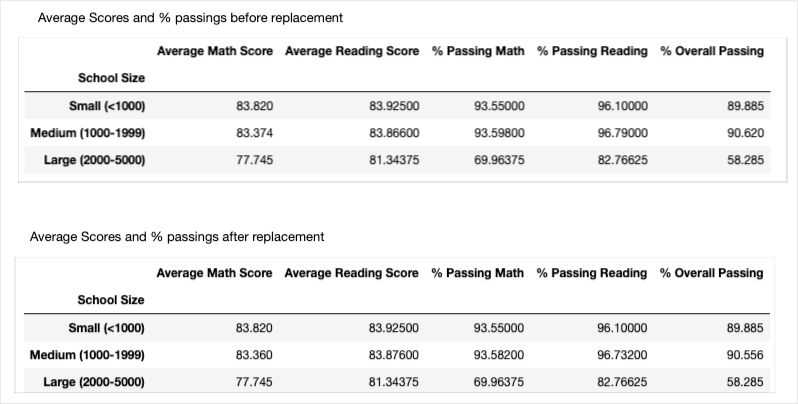 Average Scores and % passings before replacement
Average Math Score Average Reading Score % Passing Math % Passing Reading % Overall Passing
School Size
Small (<1000) 83.820 83.92500 93.55000 96.10000 89.885
Medium (1000-1999) 83.374 83.86600 93.59800 96.79000 90.620
Large (2000-5000) 77.745 81.34375 69.96375 82.76625 58.285
Average Scores and % passings after replacement
Average Math Score Average Reading Score % Passing Math % Passing Reading % Overall Passing
School Size
Small (<1000) 83.820 83.92500 93.55000 96.10000 89.885
Medium (1000-1999) 83.360 83.87600 93.58200 96.73200 90.556
Large (2000-5000) 77.745 81.34375 69.96375 82.76625 58.285